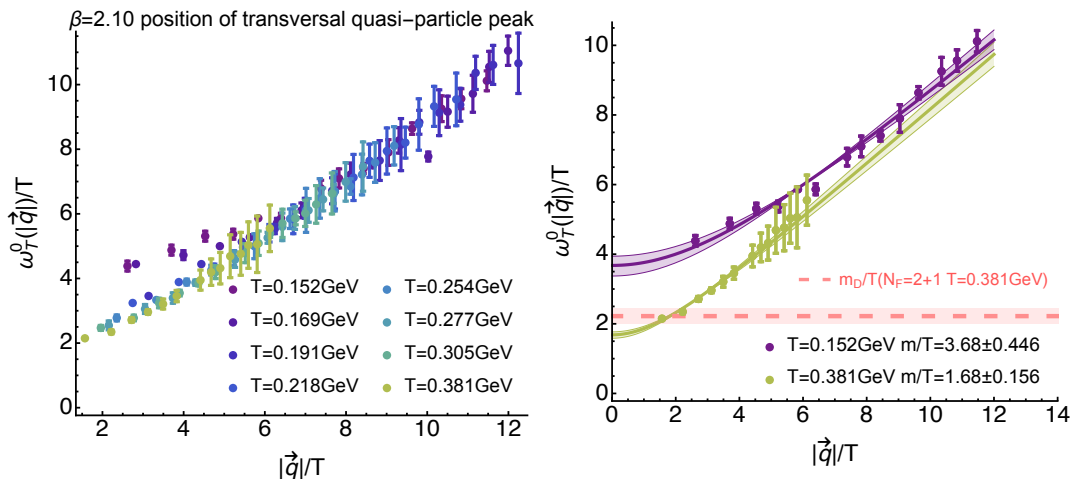 β=2.10 position of transversal quasi-particle peak
ω⁰_T(|q⃗|)/T
10
8
6
4
2
0
T=0.152GeV
T=0.169GeV
T=0.191GeV
T=0.218GeV
T=0.254GeV
T=0.277GeV
T=0.305GeV
T=0.381GeV
2
4
6
8
10
12
|q⃗|/T
ω⁰_T(|q⃗|)/T
10
8
6
4
2
0
m_D/T(N_F=2+1 T=0.381GeV)
T=0.152GeV m/T=3.68±0.446
T=0.381GeV m/T=1.68±0.156
0
2
4
6
8
10
12
14
|q⃗|/T